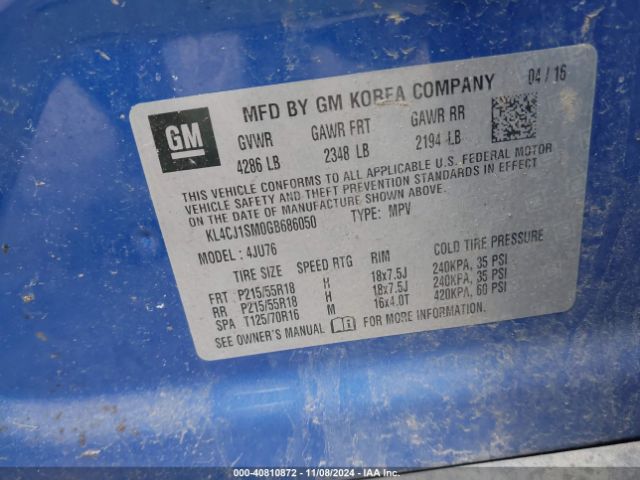 MFD BY GM KOREA COMPANY 04 / 16
GM
GVWR GAWR FRT GAWR RR
4286 LB 2348 LB 2194 LB
THIS VEHICLE CONFORMS TO ALL APPLICABLE U.S. FEDERAL MOTOR
VEHICLE SAFETY AND THEFT PREVENTION STANDARDS IN EFFECT
ON THE DATE OF MANUFACTURE SHOWN ABOVE.
KL4CJ1SM0GB686050 TYPE: MPV
MODEL : 4JU76
TIRE SIZE SPEED RTG RIM COLD TIRE PRESSURE
FRT P215/55R18 H 18x7.5J 240KPA, 35 PSI
RR P215/55R18 H 18x7.5J 240KPA, 35 PSI
SPA T125/70R16 M 16x4.0T 420KPA, 60 PSI
SEE OWNER'S MANUAL FOR MORE INFORMATION.
000-40810872 - 11/08/2024 - IAA Inc.